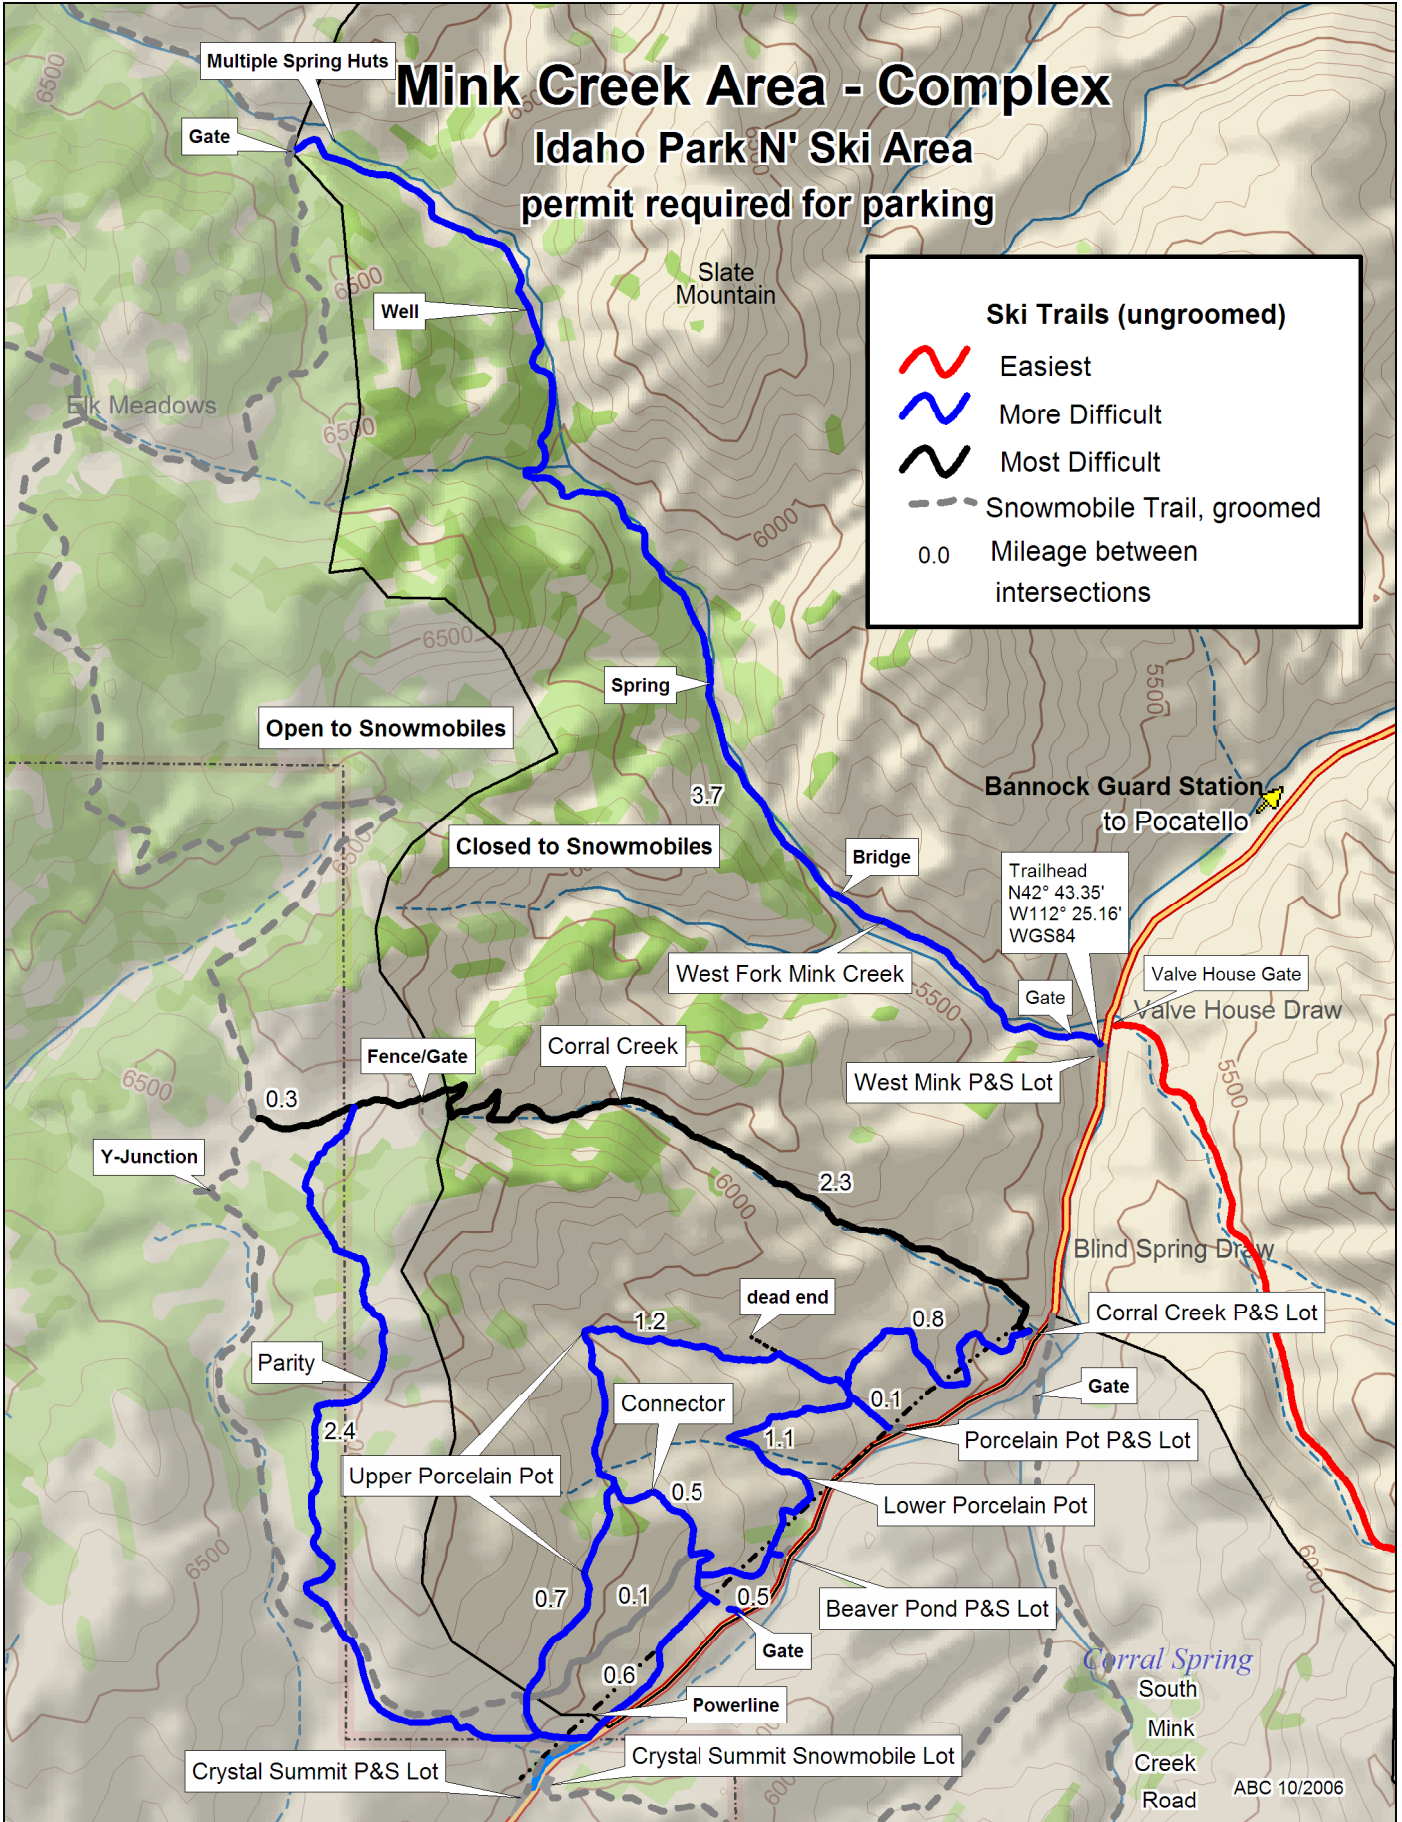 Mink Creek Area - Complex
Idaho Park N' Ski Area
permit required for parking
Multiple Spring Huts
Gate
6500
Slate
Mountain
6500
Well
Elk Meadows
6500
Ski Trails (ungroomed)
Easiest
More Difficult
Most Difficult
Snowmobile Trail, groomed
0.0 Mileage between
intersections
6000
6500
5500
Spring
Open to Snowmobiles
3.7
Closed to Snowmobiles
6500
Bannock Guard Station
to Pocatello
Bridge
Trailhead
N42° 43.35'
W112° 25.16'
WGS84
West Fork Mink Creek
5500
Valve House Gate
Gate
Valve House Draw
Corral Creek
Fence/Gate
West Mink P&S Lot
6500
5500
0.3
Y-Junction
2.3
6000
Blind Spring Draw
dead end
Corral Creek P&S Lot
1.2
0.8
Parity
Gate
Connector
0.1
2.4
1.1
Porcelain Pot P&S Lot
Upper Porcelain Pot
0.5
Lower Porcelain Pot
6500
6000
0.7
0.1
0.5
Beaver Pond P&S Lot
Gate
0.6
Corral Spring
South
Mink
Creek
Road
Powerline
6000
Crystal Summit Snowmobile Lot
Crystal Summit P&S Lot
6000
ABC 10/2006